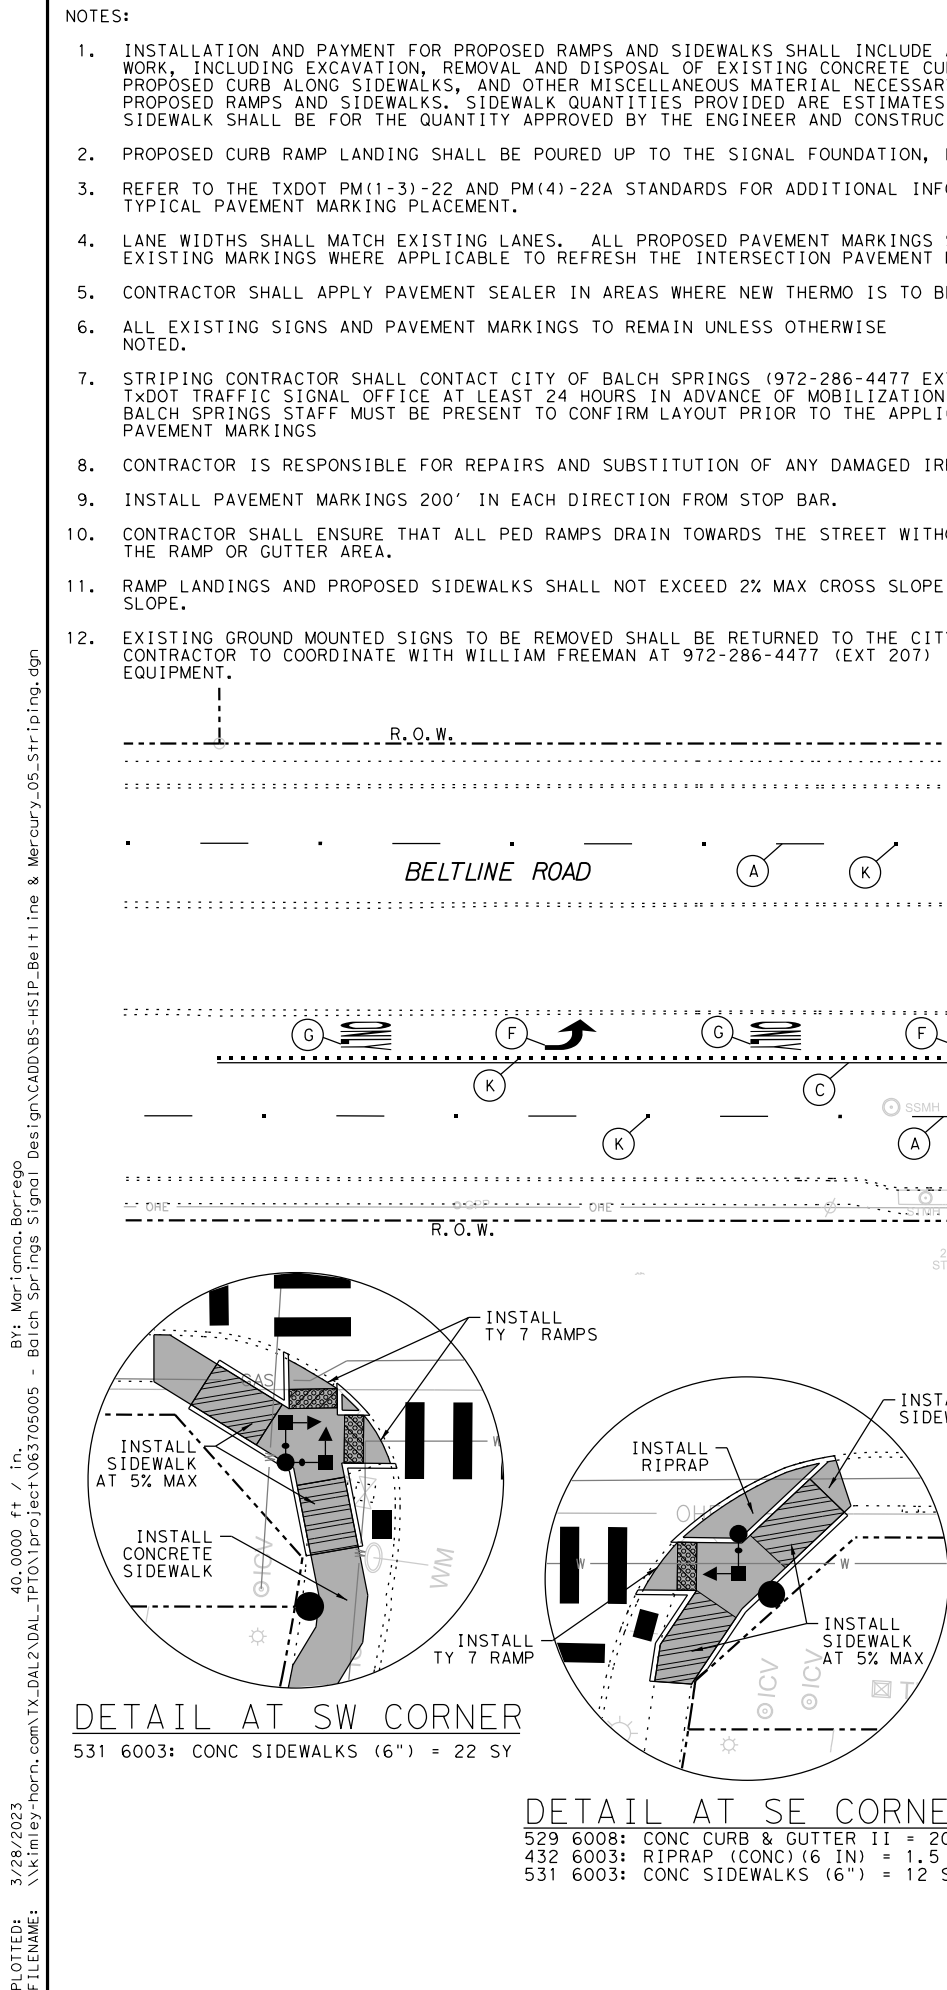 NOTES:
1. INSTALLATION AND PAYMENT FOR PROPOSED RAMPS AND SIDEWALKS SHALL INCLUDE
WORK, INCLUDING EXCAVATION, REMOVAL AND DISPOSAL OF EXISTING CONCRETE
PROPOSED CURB ALONG SIDEWALKS, AND OTHER MISCELLANEOUS MATERIAL
PROPOSED RAMPS AND SIDEWALKS. SIDEWALK QUANTITIES PROVIDED ARE ESTIMATES
SIDEWALK SHALL BE FOR THE QUANTITY APPROVED BY THE ENGINEER AND
2. PROPOSED CURB RAMP LANDING SHALL BE POURED UP TO THE SIGNAL FOUNDATION,
3. REFER TO THE TXDOT PM(1-3)-22 AND PM(4)-22A STANDARDS FOR ADDITIONAL
TYPICAL PAVEMENT MARKING PLACEMENT.
4. LANE WIDTHS SHALL MATCH EXISTING LANES. ALL PROPOSED PAVEMENT MARKINGS
EXISTING MARKINGS WHERE APPLICABLE TO REFRESH THE INTERSECTION PAVEMENT
5. CONTRACTOR SHALL APPLY PAVEMENT SEALER IN AREAS WHERE NEW THERMO IS TO
6. ALL EXISTING SIGNS AND PAVEMENT MARKINGS TO REMAIN UNLESS OTHERWISE
NOTED.
7. STRIPING CONTRACTOR SHALL CONTACT CITY OF BALCH SPRINGS (972-286-4477
TxDOT TRAFFIC SIGNAL OFFICE AT LEAST 24 HOURS IN ADVANCE OF MOBILIZATION
BALCH SPRINGS STAFF MUST BE PRESENT TO CONFIRM LAYOUT PRIOR TO THE
PAVEMENT MARKINGS
8. CONTRACTOR IS RESPONSIBLE FOR REPAIRS AND SUBSTITUTION OF ANY DAMAGED
9. INSTALL PAVEMENT MARKINGS 200' IN EACH DIRECTION FROM STOP BAR.
10. CONTRACTOR SHALL ENSURE THAT ALL PED RAMPS DRAIN TOWARDS THE STREET
THE RAMP OR GUTTER AREA.
11. RAMP LANDINGS AND PROPOSED SIDEWALKS SHALL NOT EXCEED 2% MAX CROSS SLOPE
SLOPE.
12. EXISTING GROUND MOUNTED SIGNS TO BE REMOVED SHALL BE RETURNED TO THE
CONTRACTOR TO COORDINATE WITH WILLIAM FREEMAN AT 972-286-4477 (EXT 207)
EQUIPMENT.
R.O.W.
BELTLINE ROAD
A
K
G
ONLY
F
G
ONLY
F
K
C
SSMH
K
A
OHE
OHE
STMH
R.O.W.
INSTALL
TY 7 RAMPS
GAS
W
INSTALL
SIDEWALK
AT 5% MAX
INSTALL
CONCRETE
SIDEWALK
ICV
W
WM
DETAIL AT SW CORNER
531 6003: CONC SIDEWALKS (6") = 22 SY
INSTALL
RIPRAP
W
W
INSTALL
TY 7 RAMP
INSTALL
SIDEWALK
AT 5% MAX
ICV
ICV
DETAIL AT SE
529 6008: CONC CURB & GUTTER II =
432 6003: RIPRAP (CONC)(6 IN) = 1.5
531 6003: CONC SIDEWALKS (6") = 12
PLOTTED: 3/28/2023 40.0000 ft / in. BY: Marianna.Borrego
FILENAME: \\kimley-horn.com\TX_DAL2\DAL_TPTO\1project\063705005 - Balch Springs Signal Design\CADD\BS-HSIP_Beltline & Mercury_05_Striping.dgn